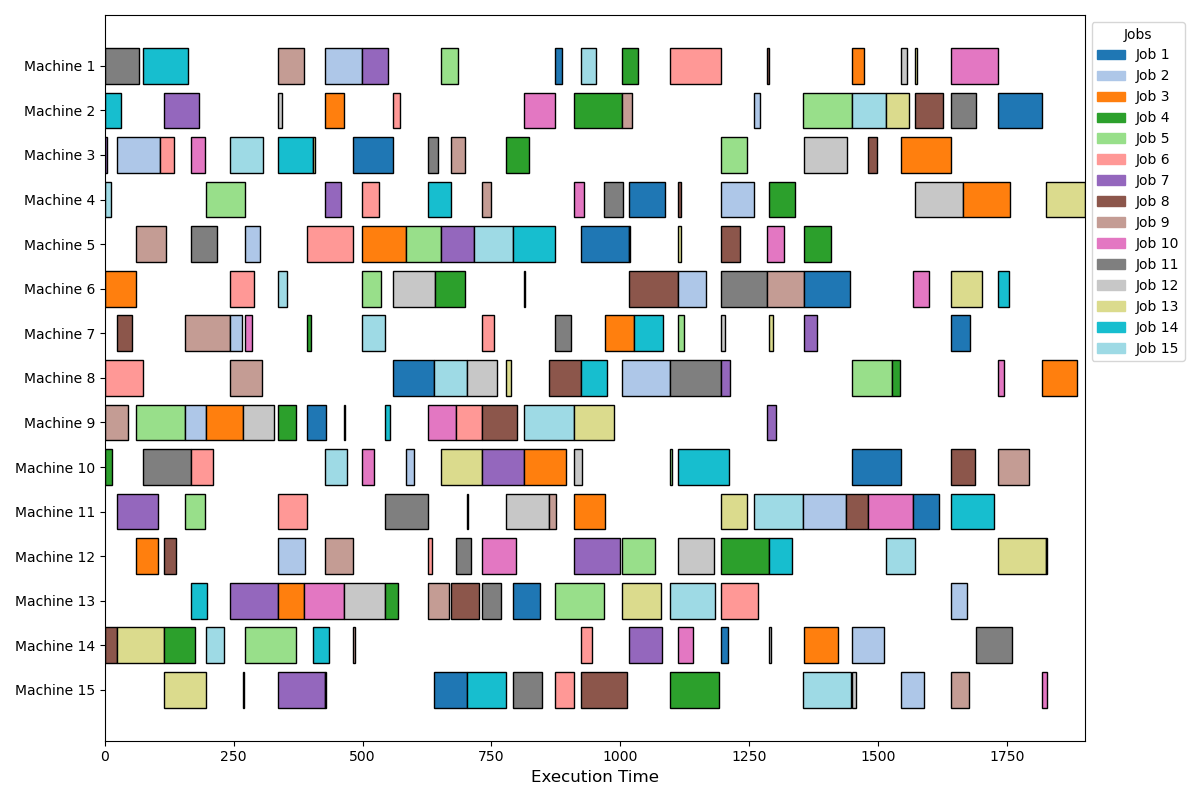 Machine 1
Machine 2
Machine 3
Machine 4
Machine 5
Machine 6
Machine 7
Machine 8
Machine 9
Machine 10
Machine 11
Machine 12
Machine 13
Machine 14
Machine 15
0 250 500 750 1000 1250 1500 1750
Execution Time
Jobs
Job 1
Job 2
Job 3
Job 4
Job 5
Job 6
Job 7
Job 8
Job 9
Job 10
Job 11
Job 12
Job 13
Job 14
Job 15